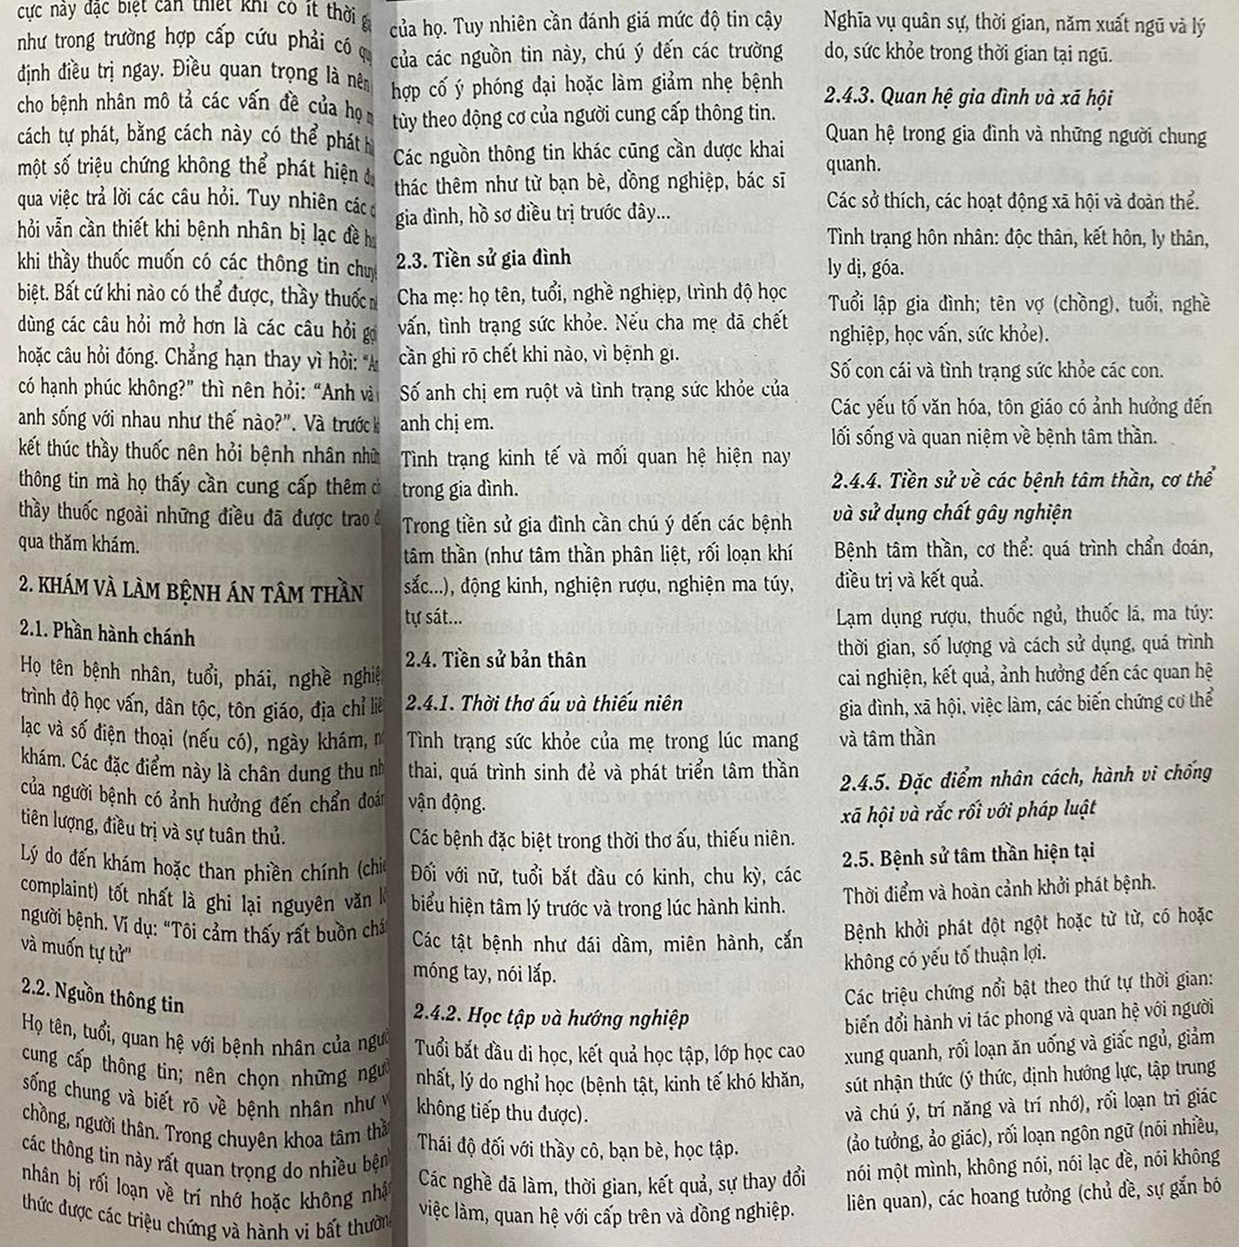 cực này đặc biệt cần thiết khi có ít thời
như trong trường hợp cấp cứu phải có
định điều trị ngay. Điều quan trọng là nên
cho bệnh nhân mô tả các vấn đề của họ
cách tự phát, bằng cách này có thể phát
một số triệu chứng không thể phát hiện
qua việc trả lời các câu hỏi. Tuy nhiên các
hỏi vẫn cần thiết khi bệnh nhân bị lạc đề
khi thầy thuốc muốn có các thông tin
biệt. Bất cứ khi nào có thể được, thầy thuốc
dùng các câu hỏi mở hơn là các câu hỏi
hoặc câu hỏi đóng. Chẳng hạn thay vì hỏi:
có hạnh phúc không?" thì nên hỏi: "Anh và
anh sống với nhau như thế nào?". Và trước
kết thúc thầy thuốc nên hỏi bệnh nhân
thông tin mà họ thấy cần cung cấp thêm
thầy thuốc ngoài những điều đã được trao
qua thăm khám.
2. KHÁM VÀ LÀM BỆNH ÁN TÂM THẦN
2.1. Phần hành chánh
Họ tên bệnh nhân, tuổi, phái, nghề
trình độ học vấn, dân tộc, tôn giáo, địa chỉ
lạc và số điện thoại (nếu có), ngày khám,
khám. Các đặc điểm này là chân dung thu
của người bệnh có ảnh hưởng đến chẩn
tiên lượng, điều trị và sự tuân thủ.
Lý do đến khám hoặc than phiền chính
complaint) tốt nhất là ghi lại nguyên văn
người bệnh. Ví dụ: "Tôi cảm thấy rất buồn
và muốn tự tử"
2.2. Nguồn thông tin
Họ tên, tuổi, quan hệ với bệnh nhân của
cung cấp thông tin; nên chọn những
sống chung và biết rõ về bệnh nhân như
chồng, người thân. Trong chuyên khoa tâm
các thông tin này rất quan trọng do nhiều
nhân bị rối loạn về trí nhớ hoặc không
thức được các triệu chứng và hành vi bất
của họ. Tuy nhiên cần đánh giá mức độ tin cậy
của các nguồn tin này, chú ý đến các trường
hợp cố ý phóng đại hoặc làm giảm nhẹ bệnh
tùy theo động cơ của người cung cấp thông tin.
Các nguồn thông tin khác cũng cần được khai
thác thêm như từ bạn bè, đồng nghiệp, bác sĩ
gia đình, hồ sơ điều trị trước đây...
2.3. Tiền sử gia đình
Cha mẹ: họ tên, tuổi, nghề nghiệp, trình độ học
vấn, tình trạng sức khỏe. Nếu cha mẹ đã chết
cần ghi rõ chết khi nào, vì bệnh gì.
Số anh chị em ruột và tình trạng sức khỏe của
anh chị em.
Tình trạng kinh tế và mối quan hệ hiện nay
trong gia đình.
Trong tiền sử gia đình cần chú ý đến các bệnh
tâm thần (như tâm thần phân liệt, rối loạn khí
sắc...), động kinh, nghiện rượu, nghiện ma túy,
tự sát...
2.4. Tiền sử bản thân
2.4.1. Thời thơ ấu và thiếu niên
Tình trạng sức khỏe của mẹ trong lúc mang
thai, quá trình sinh đẻ và phát triển tâm thần
vận động.
Các bệnh đặc biệt trong thời thơ ấu, thiếu niên.
Đối với nữ, tuổi bắt đầu có kinh, chu kỳ, các
biểu hiện tâm lý trước và trong lúc hành kinh.
Các tật bệnh như đái dầm, miên hành, cắn
móng tay, nói lắp.
2.4.2. Học tập và hướng nghiệp
Tuổi bắt đầu đi học, kết quả học tập, lớp học cao
nhất, lý do nghỉ học (bệnh tật, kinh tế khó khăn,
không tiếp thu được).
Thái độ đối với thầy cô, bạn bè, học tập.
Các nghề đã làm, thời gian, kết quả, sự thay đổi
việc làm, quan hệ với cấp trên và đồng nghiệp.
Nghĩa vụ quân sự, thời gian, năm xuất ngũ và lý
do, sức khỏe trong thời gian tại ngũ.
2.4.3. Quan hệ gia đình và xã hội
Quan hệ trong gia đình và những người chung
quanh.
Các sở thích, các hoạt động xã hội và đoàn thể.
Tình trạng hôn nhân: độc thân, kết hôn, ly thân,
ly dị, góa.
Tuổi lập gia đình; tên vợ (chồng), tuổi, nghề
nghiệp, học vấn, sức khỏe).
Số con cái và tình trạng sức khỏe các con.
Các yếu tố văn hóa, tôn giáo có ảnh hưởng đến
lối sống và quan niệm về bệnh tâm thần.
2.4.4. Tiền sử về các bệnh tâm thần, cơ thể
và sử dụng chất gây nghiện
Bệnh tâm thần, cơ thể: quá trình chẩn đoán,
điều trị và kết quả.
Lạm dụng rượu, thuốc ngủ, thuốc lá, ma túy:
thời gian, số lượng và cách sử dụng, quá trình
cai nghiện, kết quả, ảnh hưởng đến các quan hệ
gia đình, xã hội, việc làm, các biến chứng cơ thể
và tâm thần
2.4.5. Đặc điểm nhân cách, hành vi chống
xã hội và rắc rối với pháp luật
2.5. Bệnh sử tâm thần hiện tại
Thời điểm và hoàn cảnh khởi phát bệnh.
Bệnh khởi phát đột ngột hoặc từ từ, có hoặc
không có yếu tố thuận lợi.
Các triệu chứng nổi bật theo thứ tự thời gian:
biến đổi hành vi tác phong và quan hệ với người
xung quanh, rối loạn ăn uống và giấc ngủ, giảm
sút nhận thức (ý thức, định hướng lực, tập trung
và chú ý, trí năng và trí nhớ), rối loạn tri giác
(ảo tưởng, ảo giác), rối loạn ngôn ngữ (nói nhiều,
nói một mình, không nói, nói lạc đề, nói không
liên quan), các hoang tưởng (chủ đề, sự gắn bó